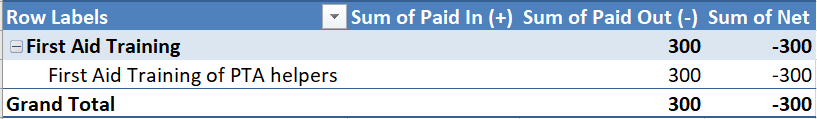 Row Labels Sum of Paid In (+) Sum of Paid Out (-) Sum of Net
First Aid Training 300 -300
First Aid Training of PTA helpers 300 -300
Grand Total 300 -300